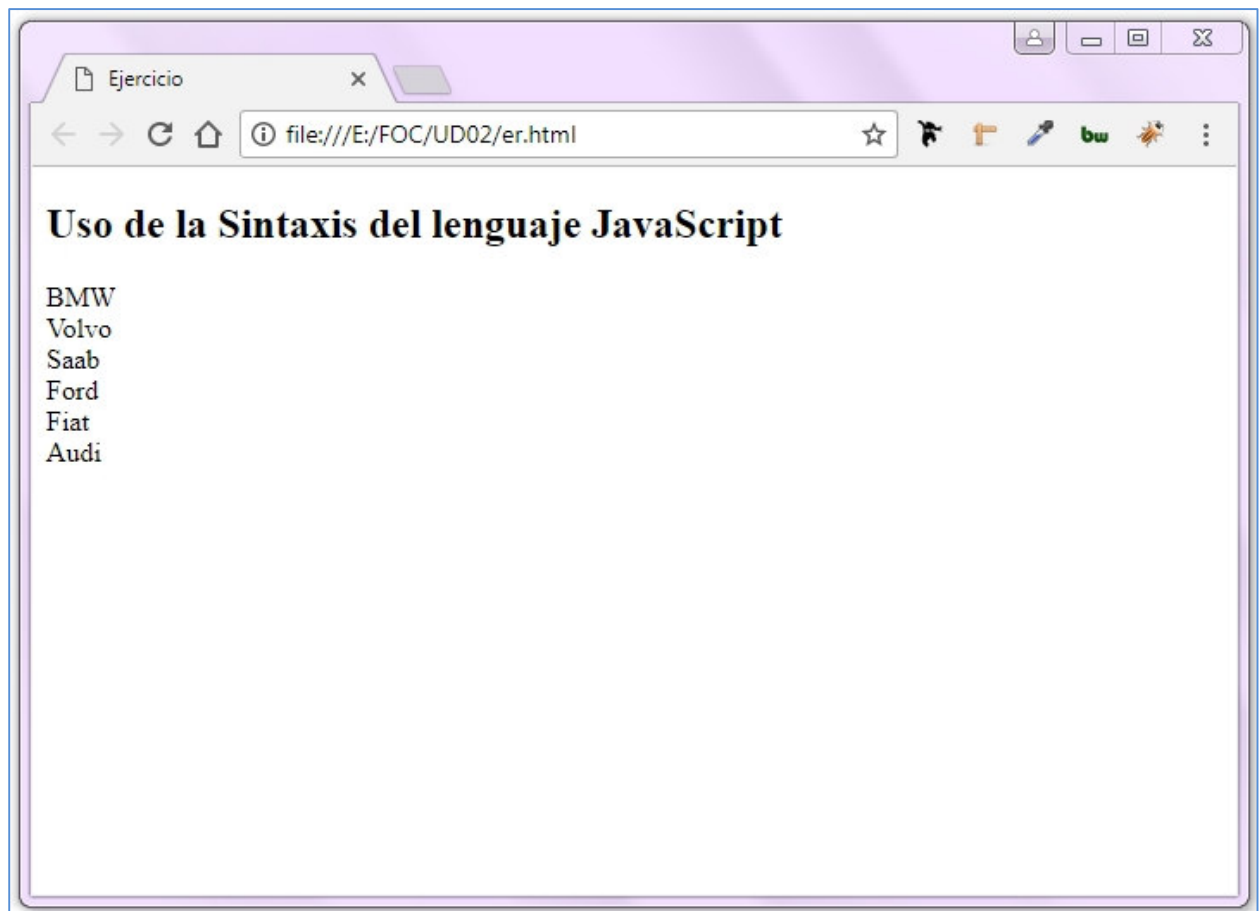 Ejercicio
file:///E:/FOC/UD02/er.html
bw
Uso de la Sintaxis del lenguaje JavaScript
BMW
Volvo
Saab
Ford
Fiat
Audi